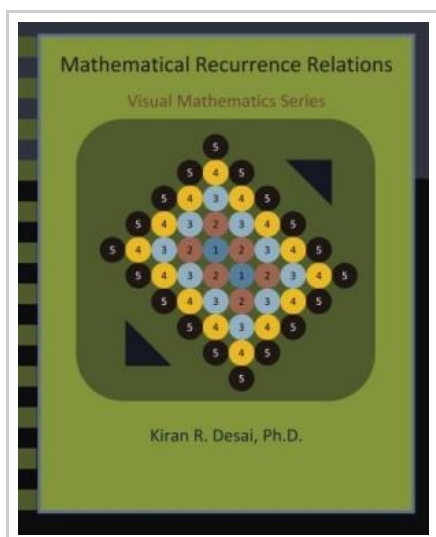 Mathematical Recurrence Relations
Visual Mathematics Series
5
5 4 5
5 4 3 4 5
5 4 3 2 3 4 5
5 4 3 2 1 2 3 4 5
5 4 3 2 1 2 3 4 5
5 4 3 2 3 4 5
5 4 3 4 5
5 4 5
5
Kiran R. Desai, Ph.D.